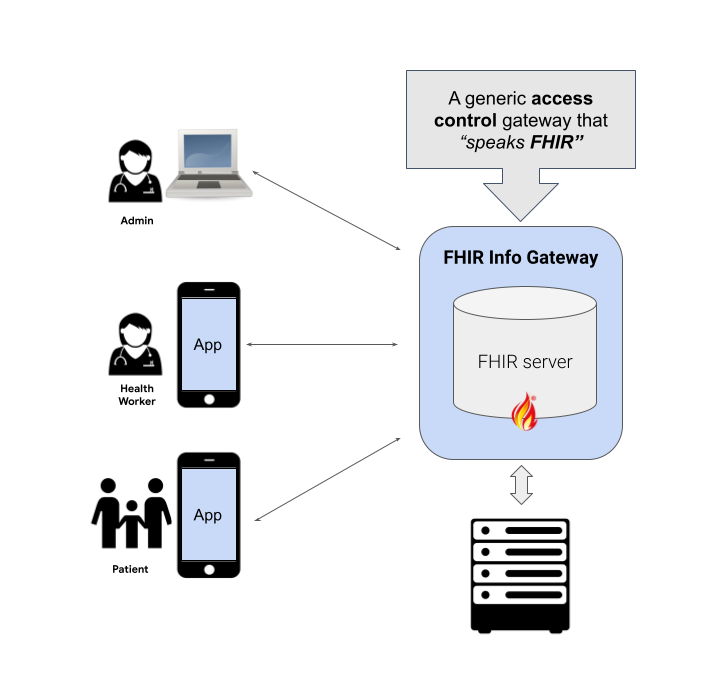 A generic access
control gateway that
“speaks FHIR”
Admin
FHIR Info Gateway
App
FHIR server
®
Health
Worker
App
Patient